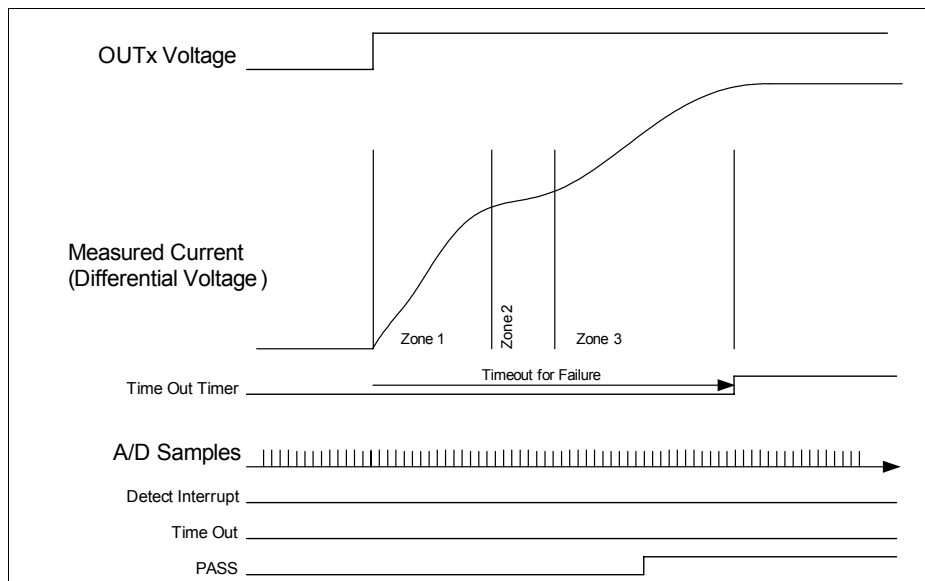 OUTx Voltage
Measured Current
(Differential Voltage )
Zone 1
Zone 2
Zone 3
Timeout for Failure
Time Out Timer
A/D Samples
Detect Interrupt
Time Out
PASS